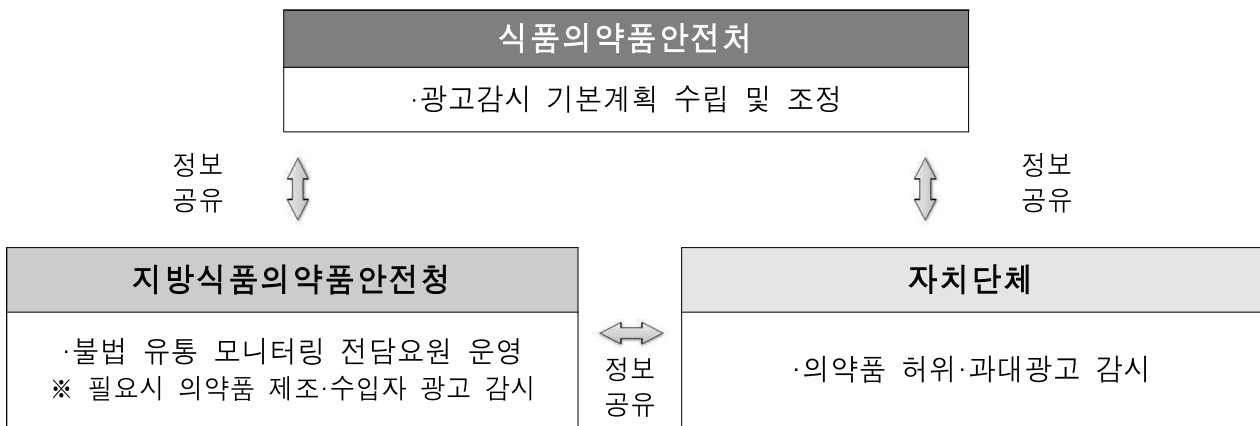 식품의약품안전처
·광고감시 기본계획 수립 및 조정
정보
공유
정보
공유
지방식품의약품안전청
·불법 유통 모니터링 전담요원 운영
※ 필요시 의약품 제조·수입자 광고 감시
정보
공유
자치단체
·의약품 허위·과대광고 감시